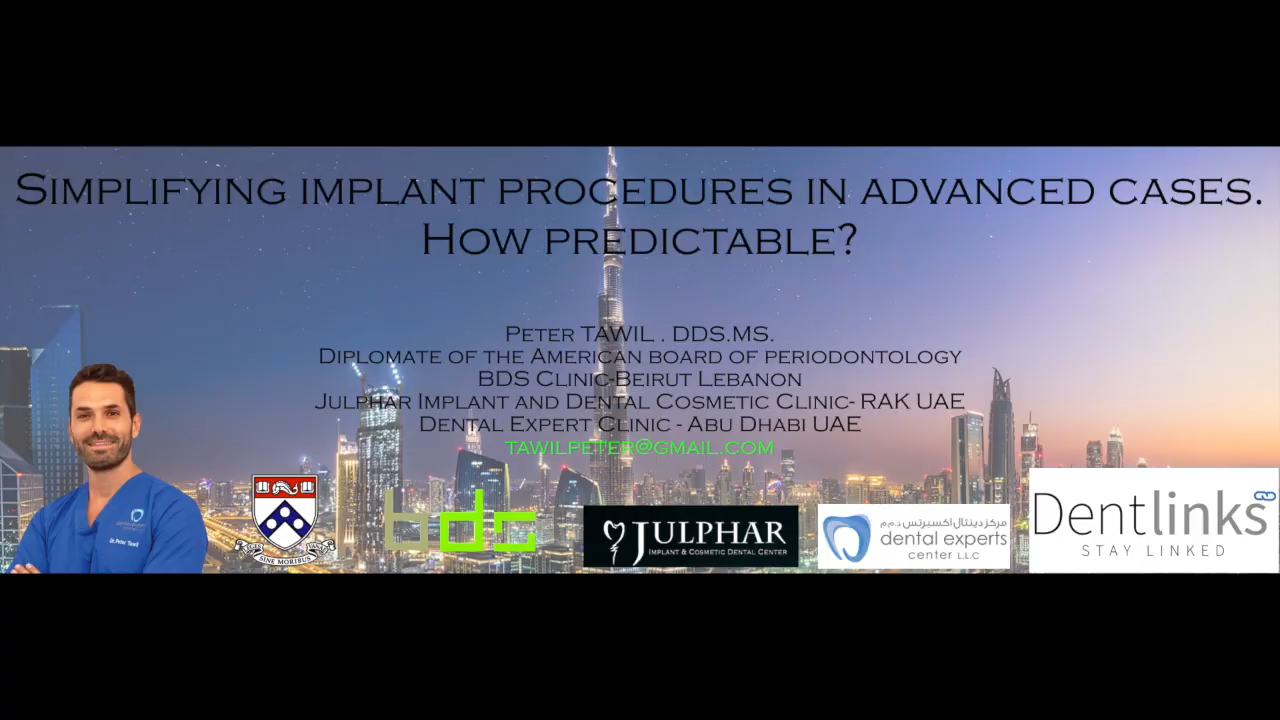 SIMPLIFYING IMPLANT PROCEDURES IN ADVANCED CASES.
HOW PREDICTABLE?
PETER TAWIL . DDS.MS.
DIPLOMATE OF THE AMERICAN BOARD OF PERIODONTOLOGY
BDS CLINIC-BEIRUT LEBANON
JULPHAR IMPLANT AND DENTAL COSMETIC CLINIC- RAK UAE
DENTAL EXPERT CLINIC - ABU DHABI UAE
TAWILPETER@GMAIL.COM
Dr.Peter Tawil
SINE MORIBUS
bds
JULPHAR
IMPLANT & COSMETIC DENTAL CENTER
مركز دينتال اكسبرتس ذ.م.م
dental experts
center L.L.C
Dentlinks
STAY LINKED